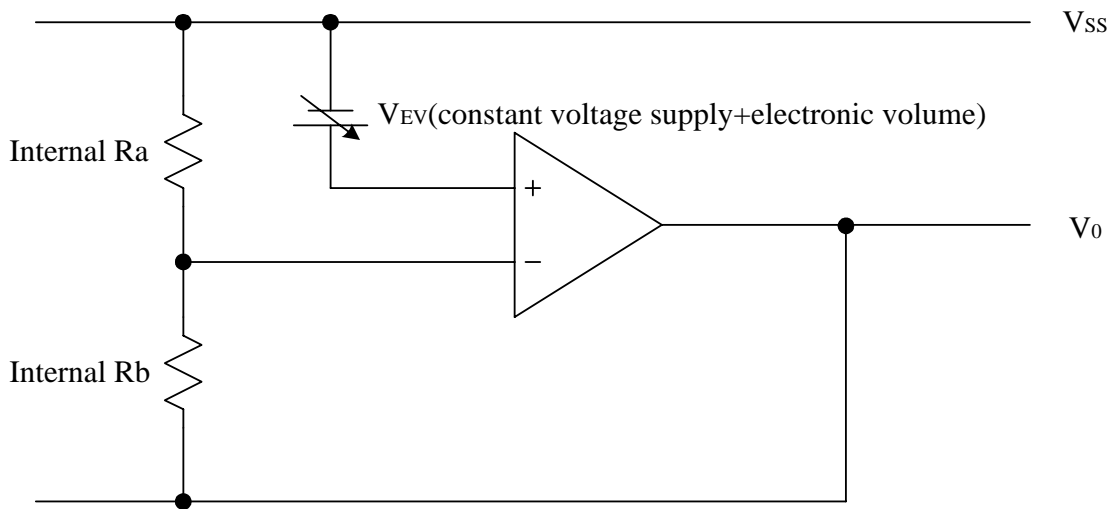 VSS
VEV(constant voltage supply+electronic volume)
Internal Ra
+
V0
−
Internal Rb